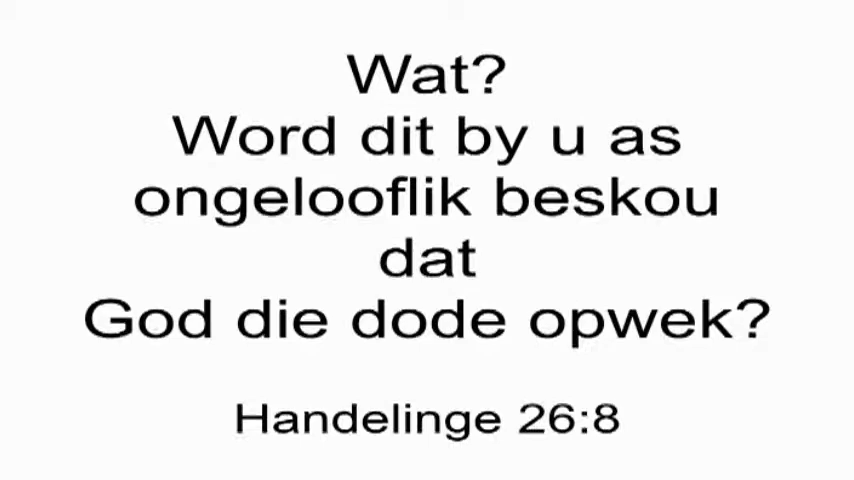 Wat?
Word dit by u as
ongelooflik beskou
dat
God die dode opwek?
Handelinge 26:8